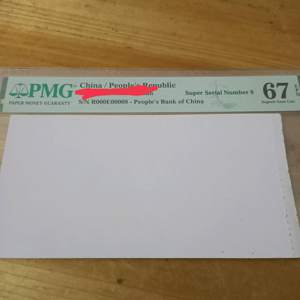 PMG
PAPER MONEY GUARANTY
China / People's Republic
Super Serial Number 8
S/N R000E00008 - People's Bank of China
67 EPQ
Superb Gem Unc